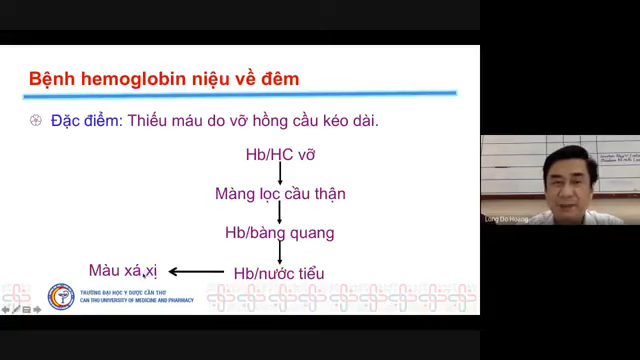 Bệnh hemoglobin niệu về đêm
Đặc điểm: Thiếu máu do vỡ hồng cầu kéo dài.
Hb/HC vỡ
Màng lọc cầu thận
Hb/bàng quang
Màu xá xị
Hb/nước tiểu
TRƯỜNG ĐẠI HỌC Y DƯỢC CẦN THƠ
CAN THO UNIVERSITY OF MEDICINE AND PHARMACY
Long Do Hoang